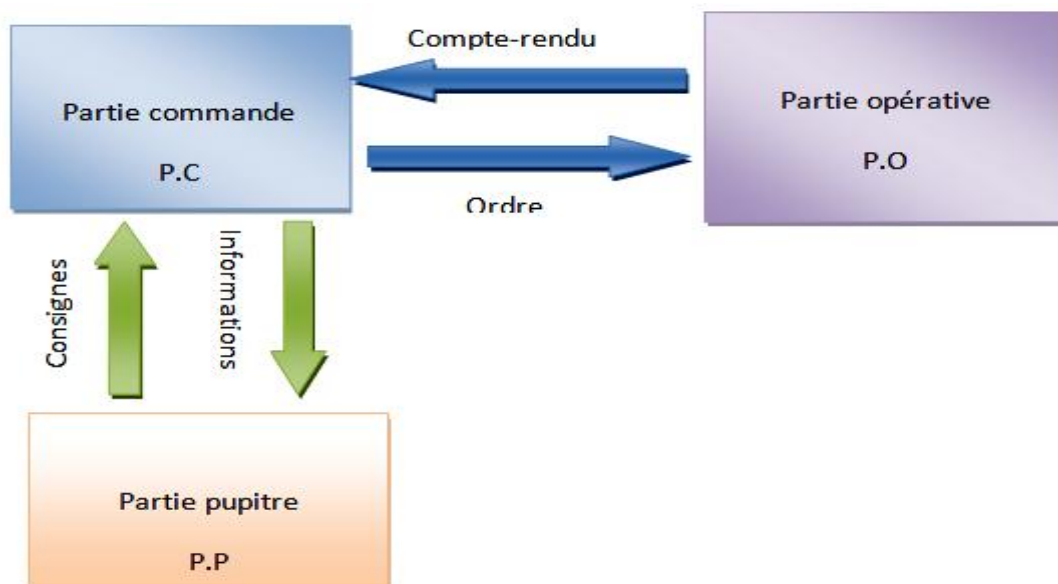 Compte-rendu
Partie commande
P.C
Partie opérative
P.O
Ordre
Consignes
Informations
Partie pupitre
P.P